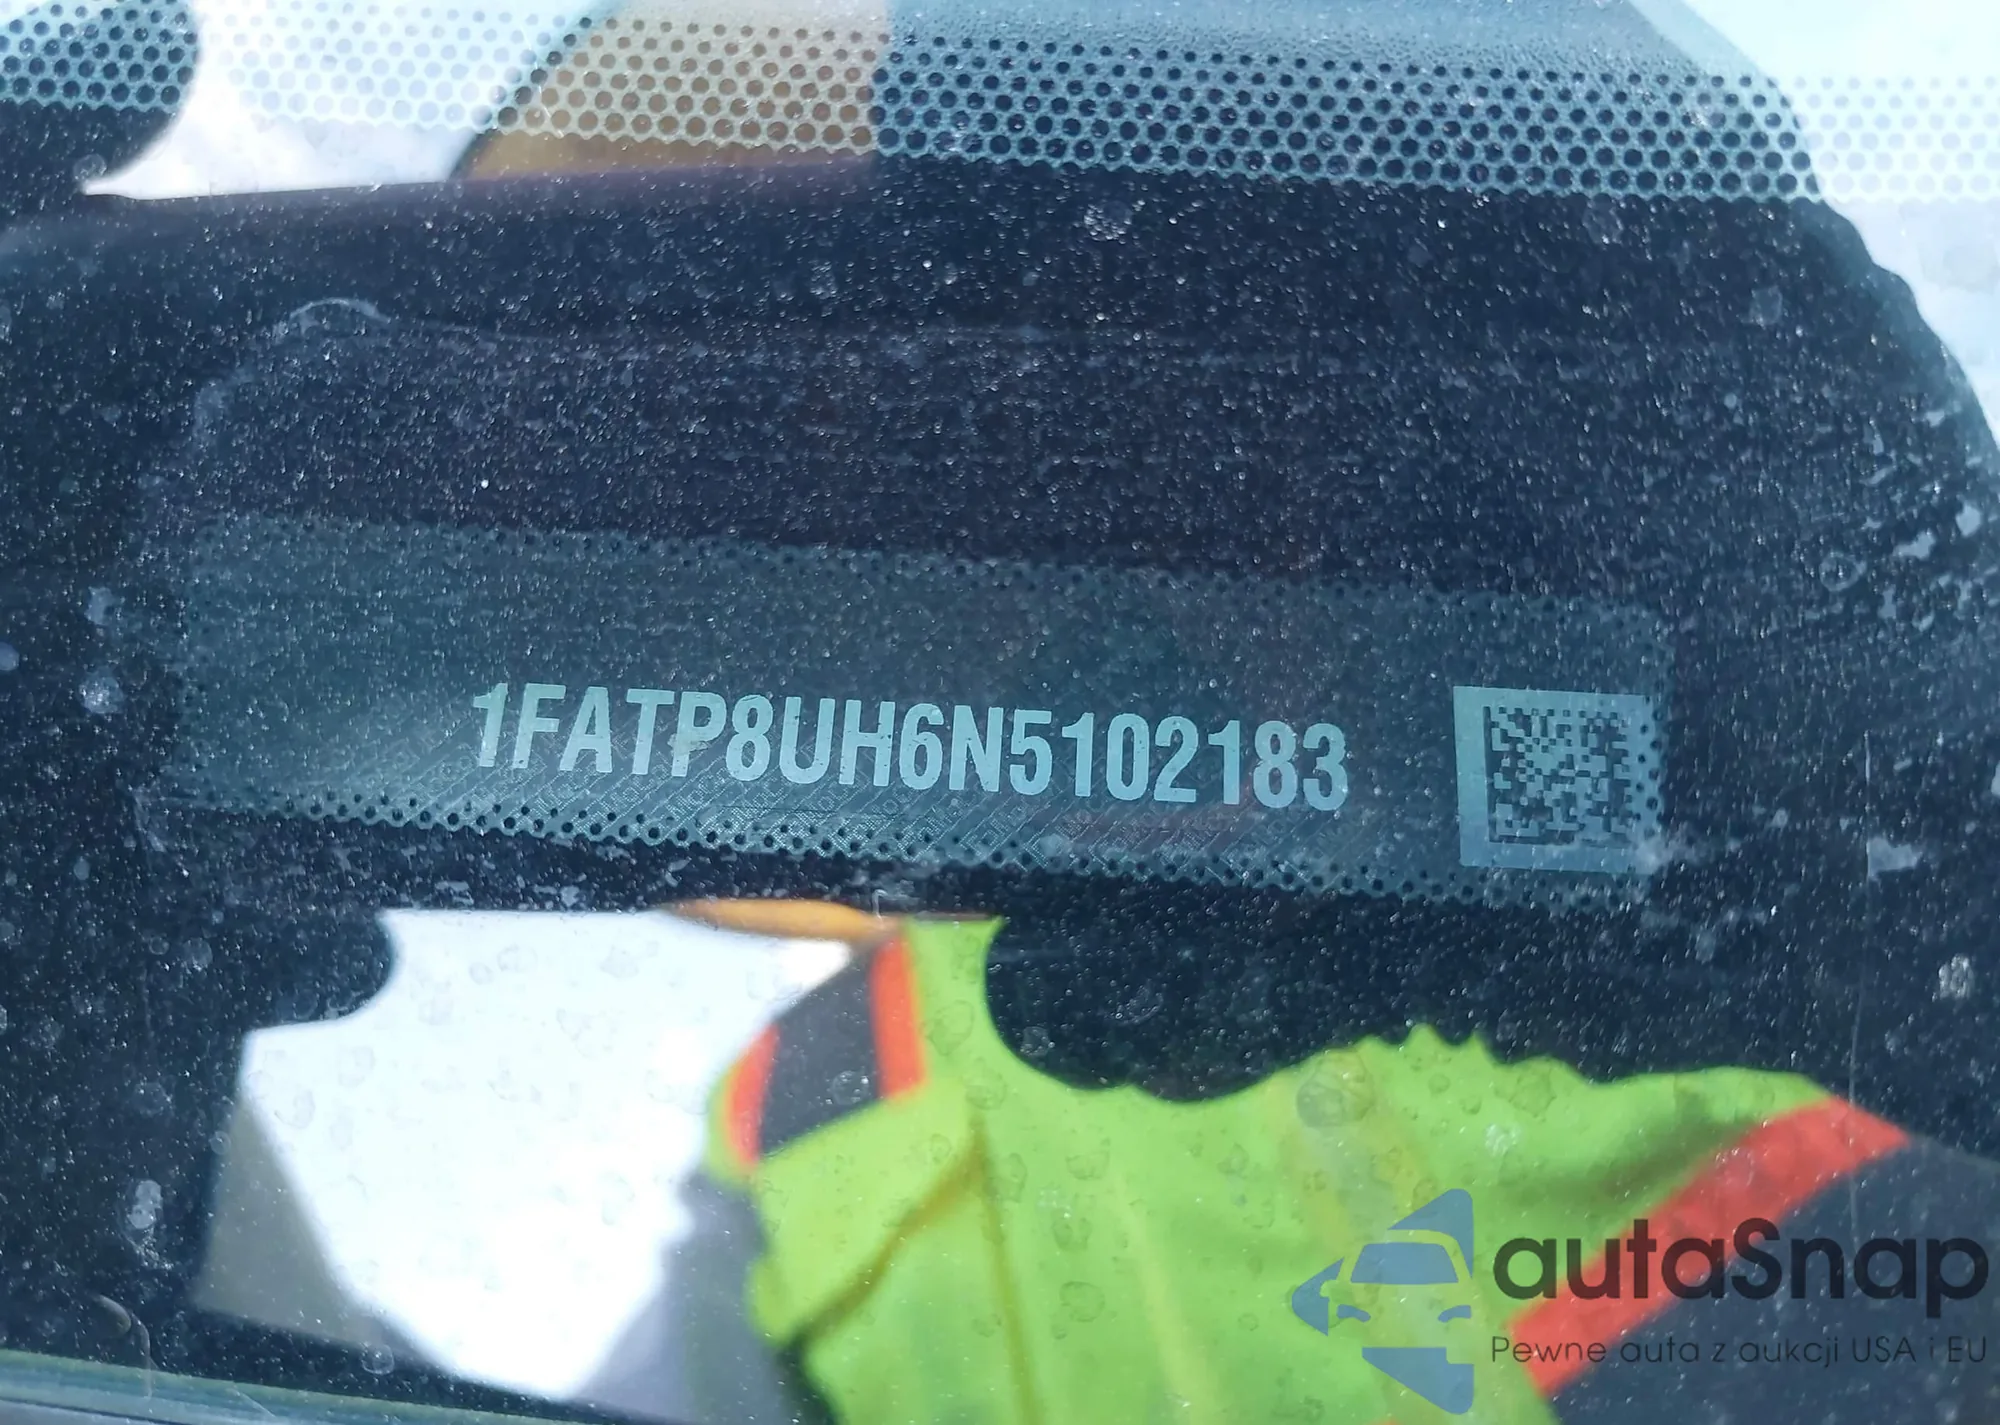 1FATP8UH6N5102183
autaSnap
Pewne auta z aukcji USA i EU